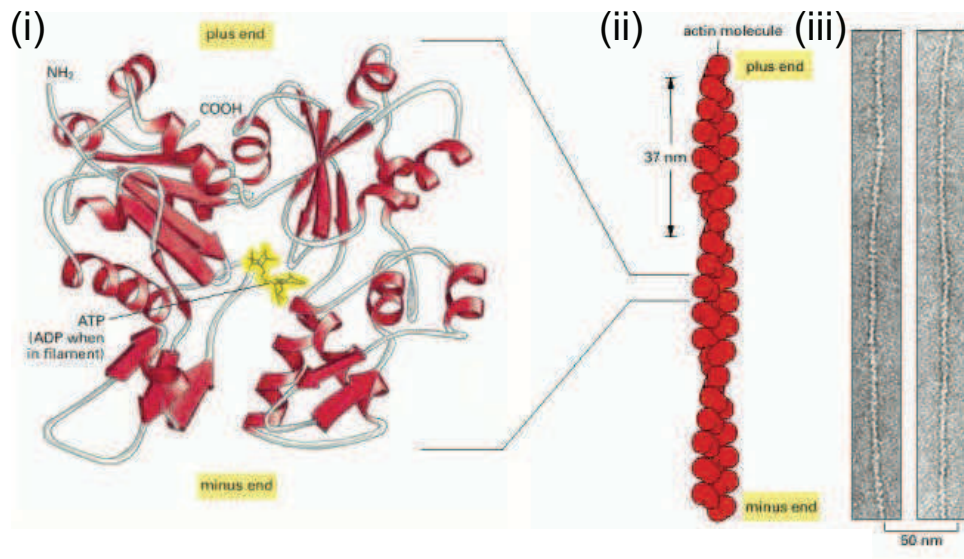 (i)
plus end
NH₂
COOH
ATP
(ADP when
in filament)
minus end
(ii)
actin molecule
plus end
37 nm
minus end
(iii)
50 nm